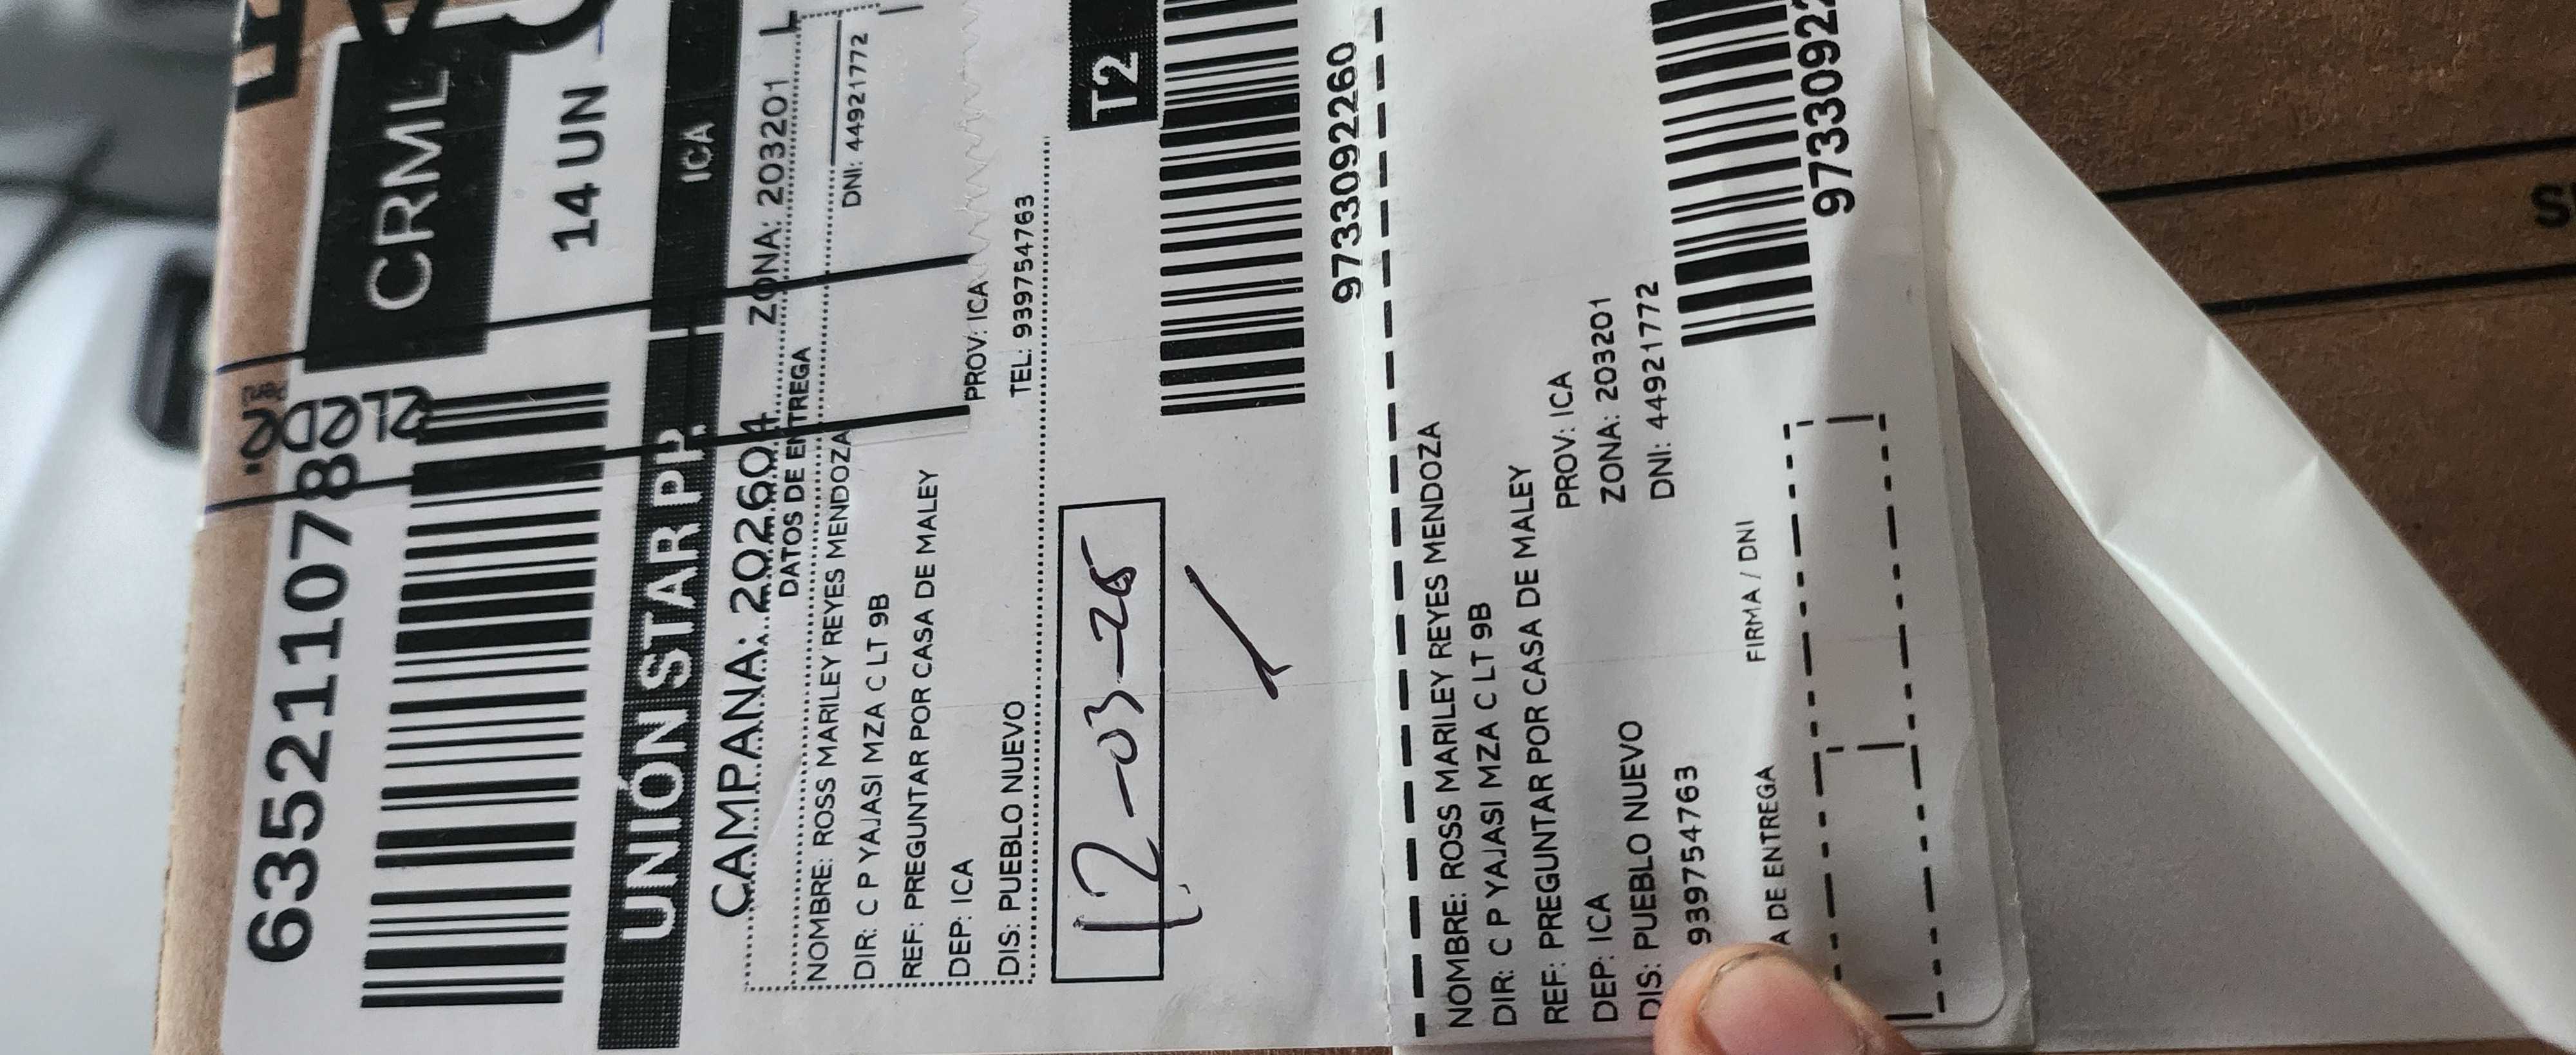 6352110780
CRML
14 UN
UNIÓN STAR PP
ICA
CAMPANA: 202604
ZONA: 203201
DATOS DE ENTREGA
NOMBRE: ROSS MARILEY REYES MENDOZA
DNI: 44921772
DIR: C P YAJASI MZA C LT 9B
REF: PREGUNTAR POR CASA DE MALEY
DEP: ICA
PROV: ICA
DIS: PUEBLO NUEVO
TEL: 939754763
12-03-26
T2
9733092260
NOMBRE: ROSS MARILEY REYES MENDOZA
DIR: C P YAJASI MZA C LT 9B
REF: PREGUNTAR POR CASA DE MALEY
DEP: ICA
PROV: ICA
DIS: PUEBLO NUEVO
ZONA: 203201
939754763
DNI: 44921772
A DE ENTREGA
FIRMA / DNI
97330922
S